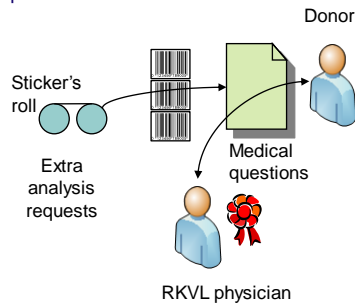 Donor
Sticker's
roll
Extra
analysis
requests
Medical
questions
RKVL physician